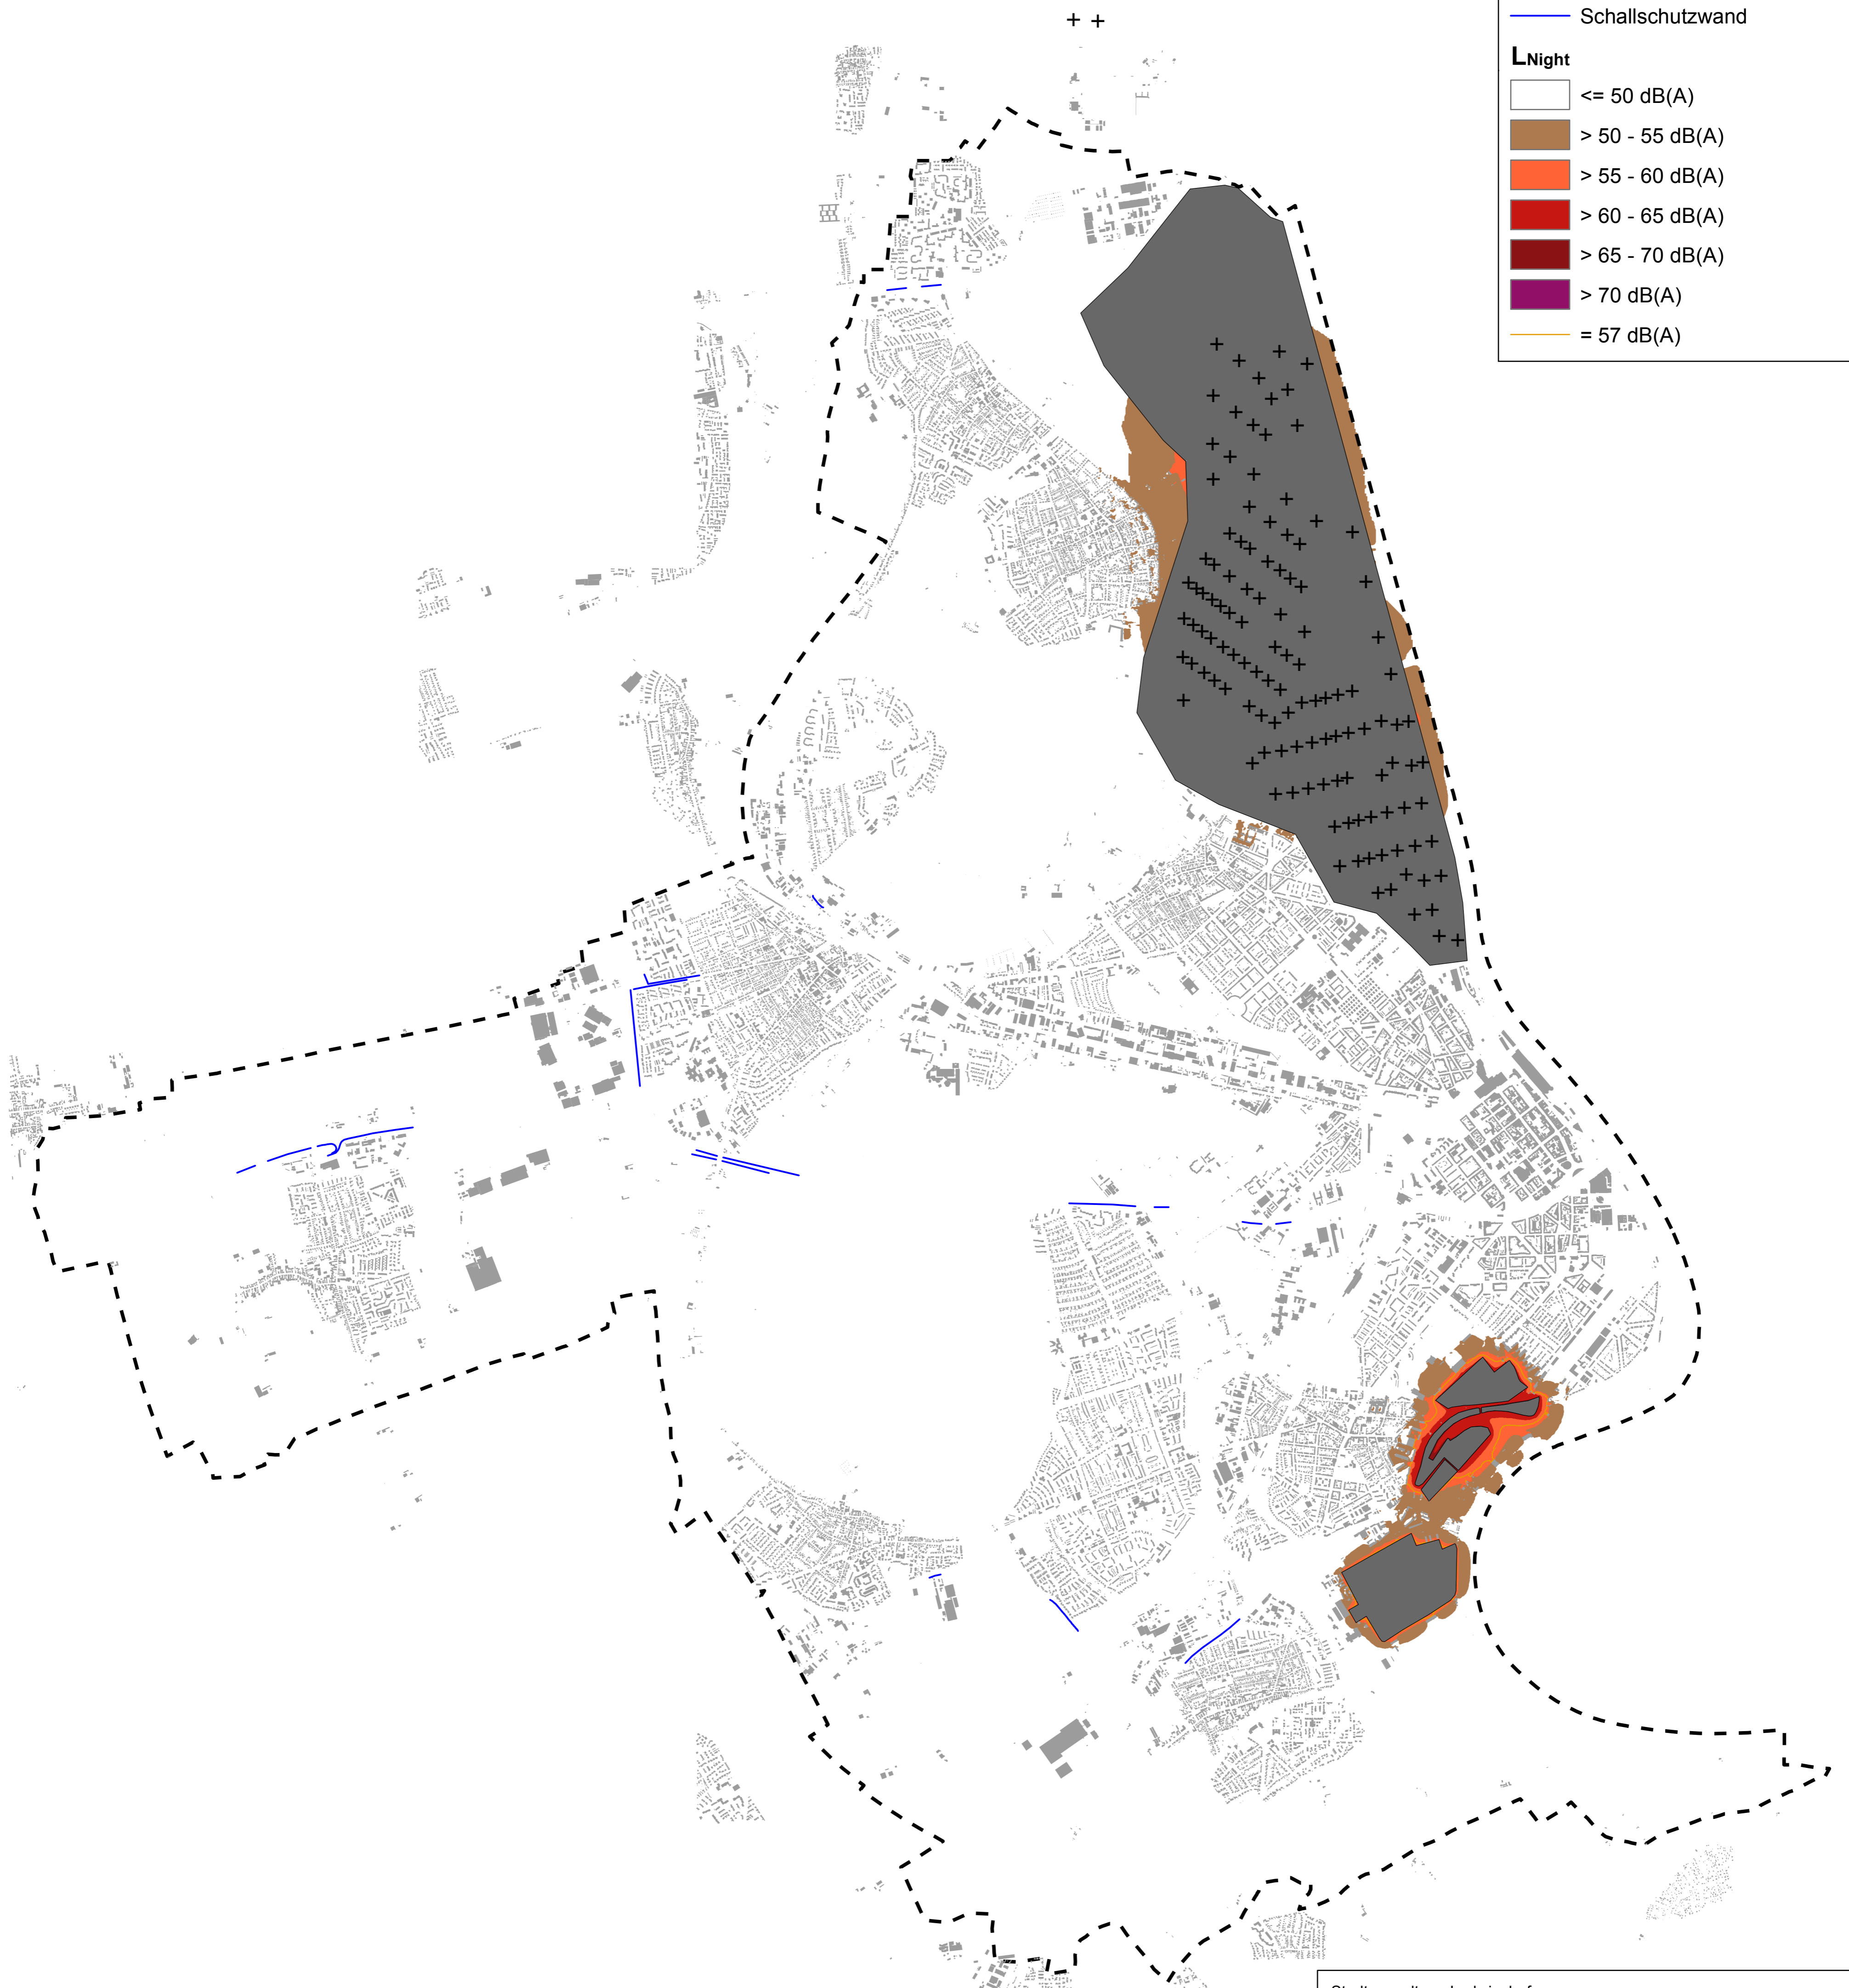 Schallschutzwand
LNight
<= 50 dB(A)
> 50 - 55 dB(A)
> 55 - 60 dB(A)
> 60 - 65 dB(A)
> 65 - 70 dB(A)
> 70 dB(A)
= 57 dB(A)